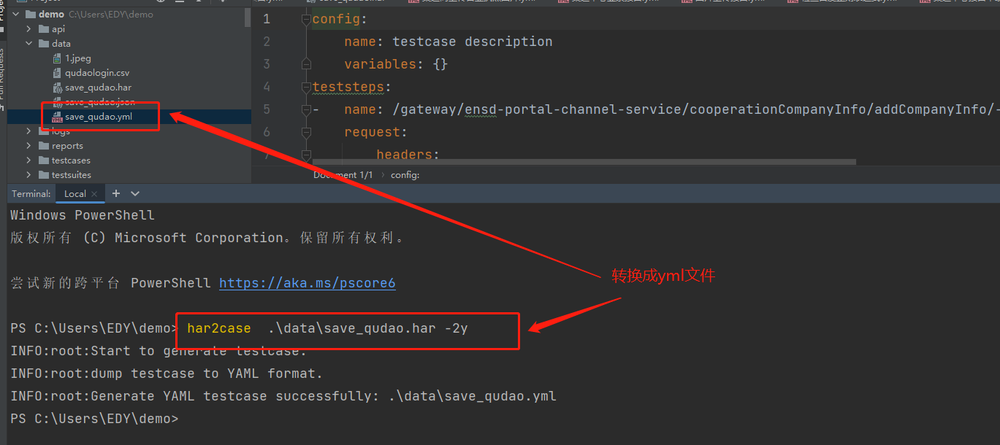 demo C:\Users\EDY\demo
api
data
1.jpeg
qudaologin.csv
save_qudao.har
save_qudao.json
save_qudao.yml
logs
reports
testcases
testsuites
1 config:
2 name: testcase description
3 variables: {}
4 teststeps:
5 - name: /gateway/ensd-portal-channel-service/cooperationCompanyInfo/addCompanyInfo/-
6 request:
7 headers:
Document 1/1 › config:
Terminal: Local × +
Windows PowerShell
版权所有 (C) Microsoft Corporation。保留所有权利。
尝试新的跨平台 PowerShell https://aka.ms/pscore6
转换成yml文件
PS C:\Users\EDY\demo> har2case .\data\save_qudao.har -2y
INFO:root:Start to generate testcase.
INFO:root:dump testcase to YAML format.
INFO:root:Generate YAML testcase successfully: .\data\save_qudao.yml
PS C:\Users\EDY\demo>